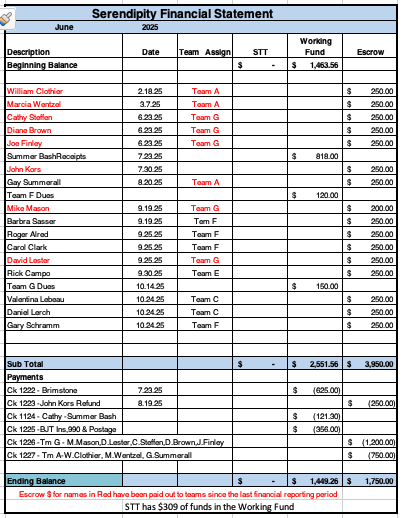 Serendipity Financial Statement
June 2025
Description Date Team Assign STT Working Fund Escrow
Beginning Balance $ - $ 1,463.56
William Clothier 2.18.25 Team A $ 250.00
Marcia Wentzel 3.7.25 Team A $ 250.00
Cathy Steffen 6.23.25 Team G $ 250.00
Diane Brown 6.23.25 Team G $ 250.00
Joe Finley 6.23.25 Team G $ 250.00
Summer BashReceipts 7.23.25 $ 818.00
John Kors 7.30.25 $ 250.00
Gay Summerall 8.20.25 Team A $ 250.00
Team F Dues $ 120.00
Mike Mason 9.19.25 Team G $ 200.00
Barbra Sasser 9.19.25 Tem F $ 250.00
Roger Alred 9.25.25 Team F $ 250.00
Carol Clark 9.25.25 Team F $ 250.00
David Lester 9.25.25 Team G $ 250.00
Rick Campo 9.30.25 Team E $ 250.00
Team G Dues 10.14.25 $ 150.00
Valentina Lebeau 10.24.25 Team C $ 250.00
Daniel Lerch 10.24.25 Team C $ 250.00
Gary Schramm 10.24.25 Team F $ 250.00
Sub Total $ - $ 2,551.56 $ 3,950.00
Payments
Ck 1222 - Brimstone 7.23.25 $ (625.00)
Ck 1223 -John Kors Refund 8.19.25 $ (250.00)
Ck 1124 - Cathy -Summer Bash $ (121.30)
Ck 1225 -BJT Ins,990 & Postage $ (356.00)
Ck 1226 -Tm G - M.Mason,D.Lester,C.Steffen,D.Brown,J.Finley $ (1,200.00)
Ck 1227 - Tm A-W.Clothier, M.Wentzel, G.Summerall $ (750.00)
Ending Balance $ - $ 1,449.26 $ 1,750.00
Escrow $ for names in Red have been paid out to teams since the last financial reporting period
STT has $309 of funds in the Working Fund